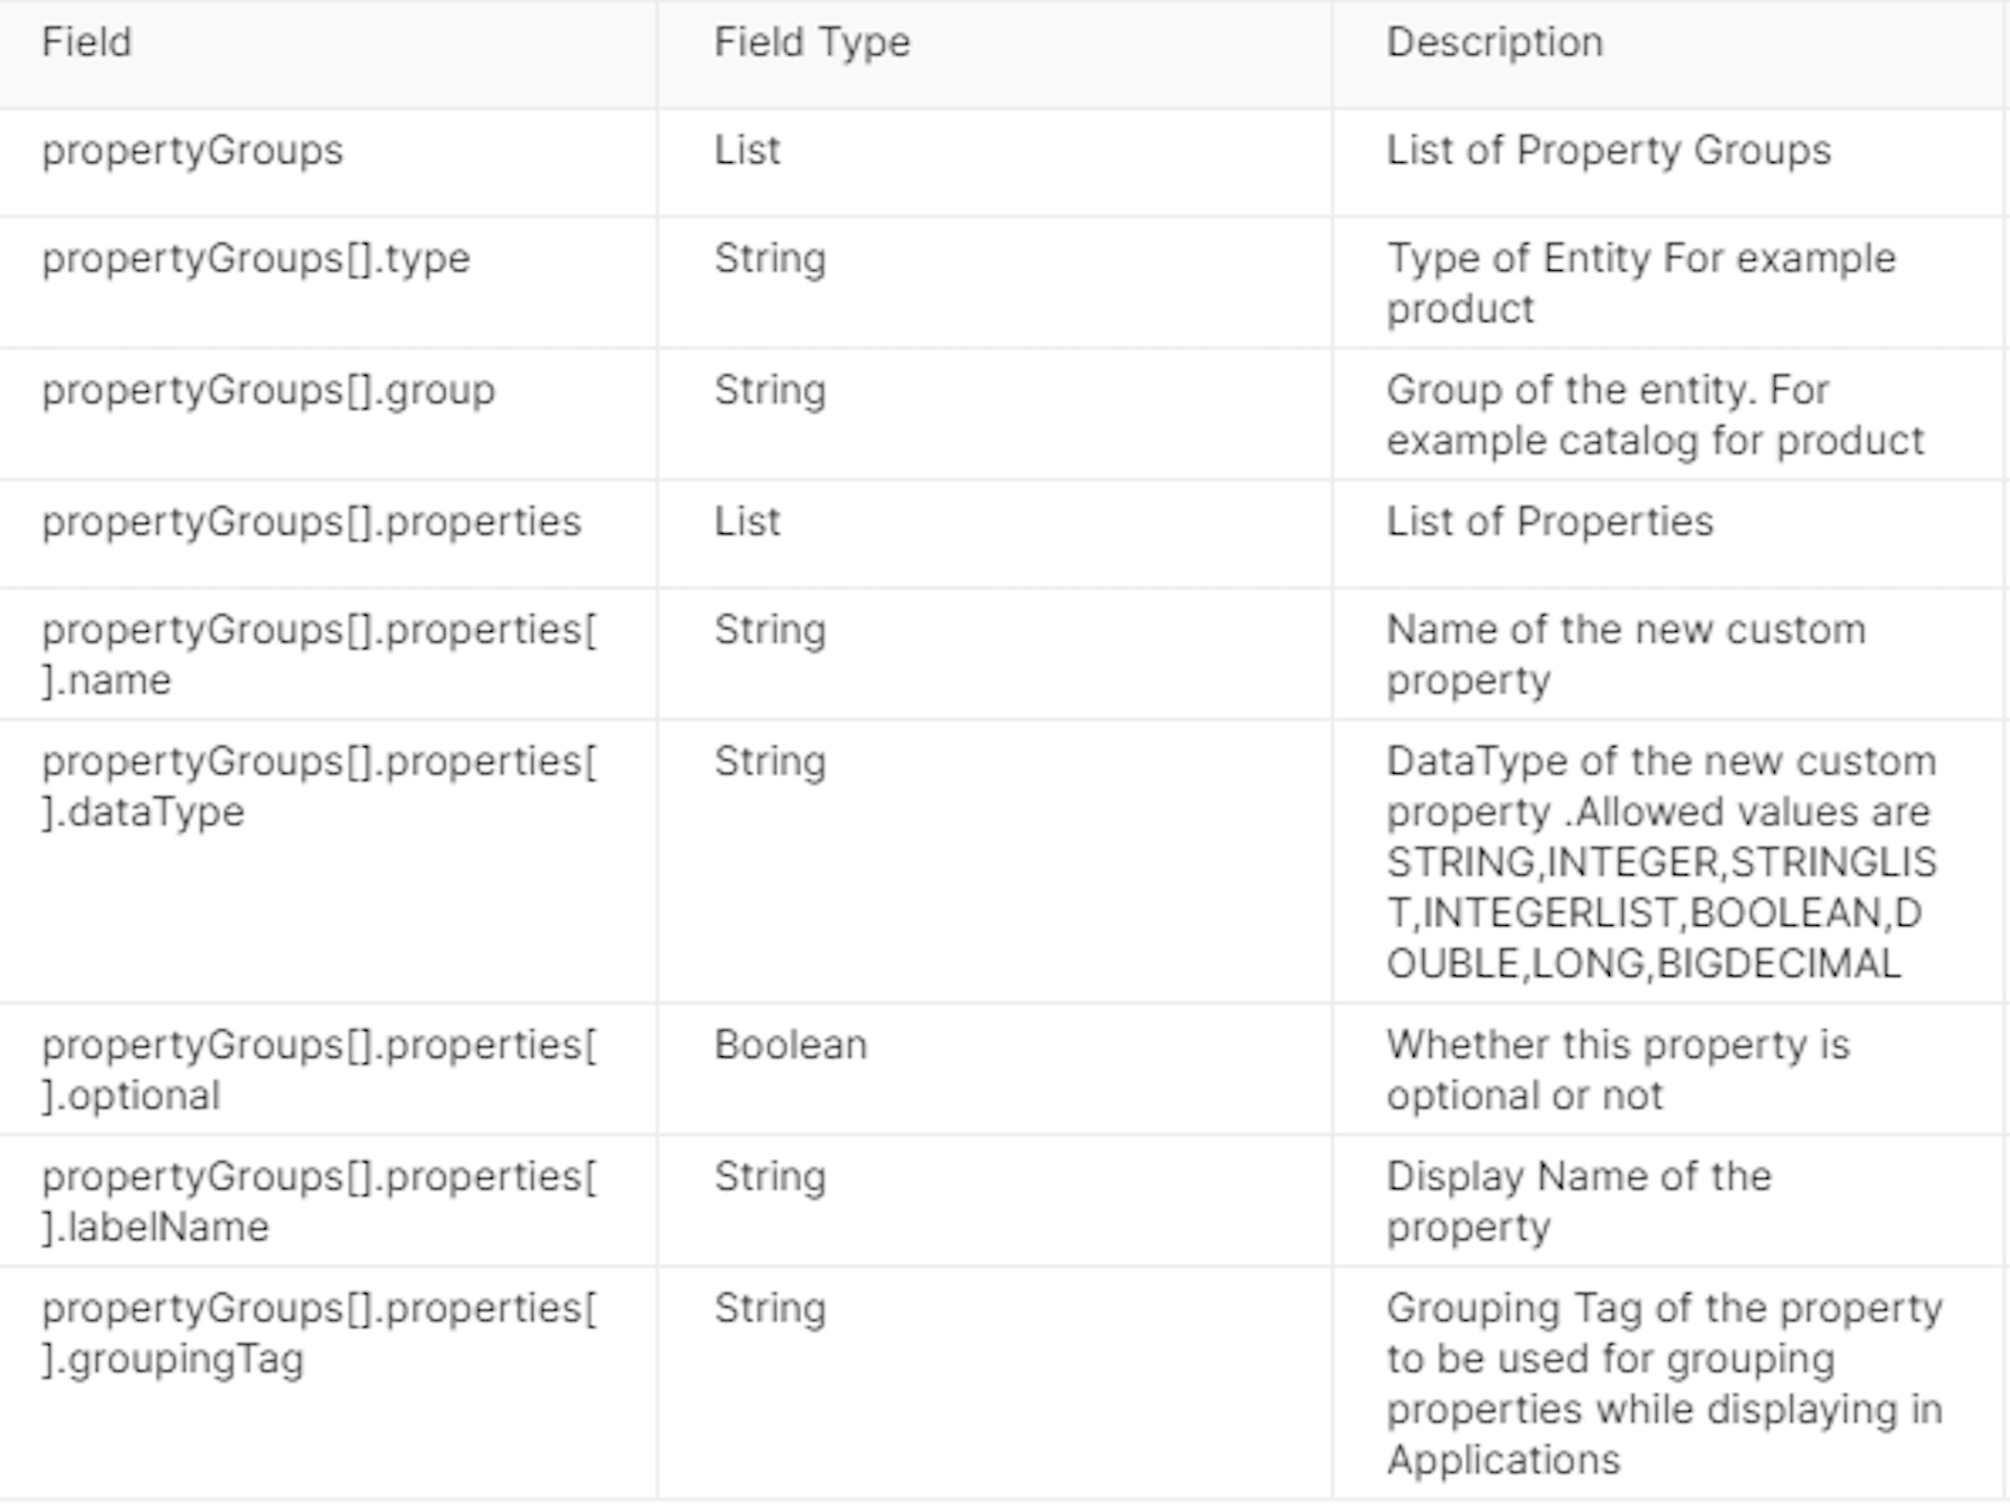 Field
Field Type
Description
propertyGroups
List
List of Property Groups
propertyGroups[].type
String
Type of Entity For example
product
propertyGroups[].group
String
Group of the entity. For
example catalog for product
propertyGroups[].properties
List
List of Properties
propertyGroups[].properties[
].name
String
Name of the new custom
property
propertyGroups[].properties[
].dataType
String
DataType of the new custom
property .Allowed values are
STRING,INTEGER,STRINGLIS
T,INTEGERLIST,BOOLEAN,D
OUBLE,LONG,BIGDECIMAL
propertyGroups[].properties[
].optional
Boolean
Whether this property is
optional or not
propertyGroups[].properties[
].labelName
String
Display Name of the
property
propertyGroups[].properties[
].groupingTag
String
Grouping Tag of the property
to be used for grouping
properties while displaying in
Applications